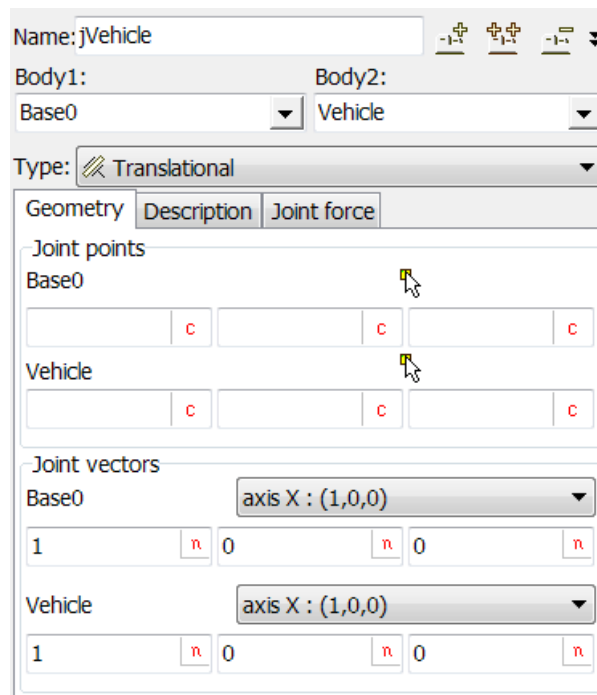 Name: jVehicle
Body1: Body2:
Base0 Vehicle
Type: Translational
Geometry Description Joint force
Joint points
Base0
c c c
Vehicle
c c c
Joint vectors
Base0 axis X : (1,0,0)
1 n 0 n 0 n
Vehicle axis X : (1,0,0)
1 n 0 n 0 n